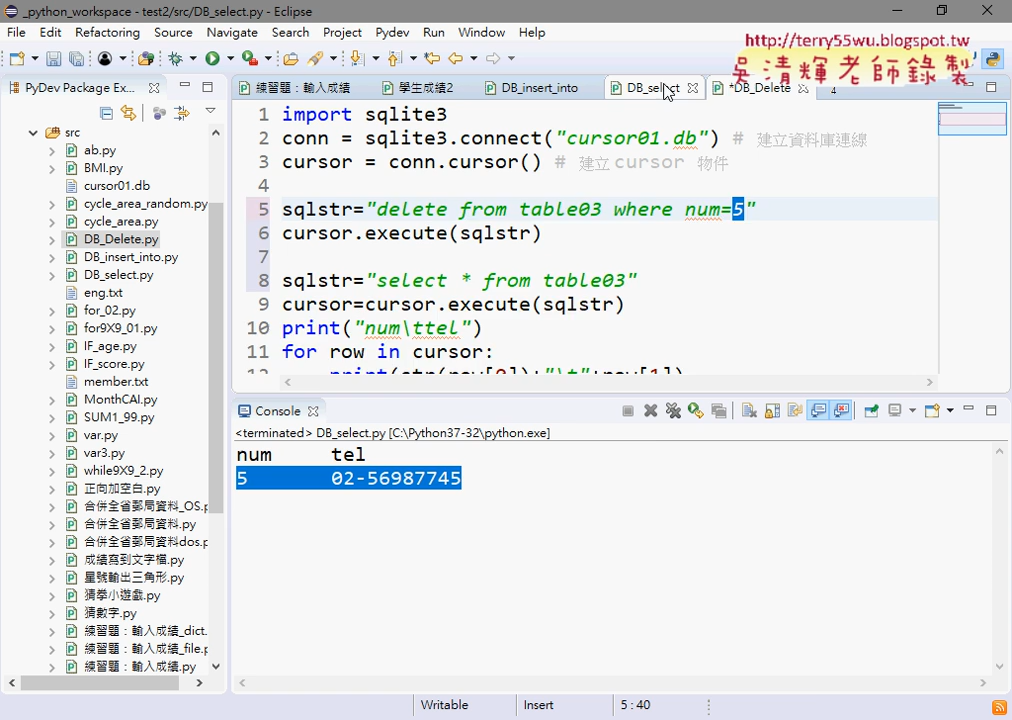 _python_workspace - test2/src/DB_select.py - Eclipse
File Edit Refactoring Source Navigate Search Project Pydev Run Window Help
http://terry55wu.blogspot.tw
吳清輝老師錄製
PyDev Package Ex...
練習題：輸入成績 學生成績2 DB_insert_into DB_select *DB_Delete 4
src
ab.py
BMI.py
cursor01.db
cycle_area_random.py
cycle_area.py
DB_Delete.py
DB_insert_into.py
DB_select.py
eng.txt
for_02.py
for9X9_01.py
IF_age.py
IF_score.py
member.txt
MonthCAI.py
SUM1_99.py
var.py
var3.py
while9X9_2.py
正向加空白.py
合併全省郵局資料_OS.p
合併全省郵局資料.py
合併全省郵局資料dos.p
成績寫到文字檔.py
星號輸出三角形.py
猜拳小遊戲.py
猜數字.py
練習題：輸入成績_dict.
練習題：輸入成績_file.p
練習題：輸入成績.py
1 import sqlite3
2 conn = sqlite3.connect("cursor01.db") # 建立資料庫連線
3 cursor = conn.cursor() # 建立 cursor 物件
4
5 sqlstr="delete from table03 where num=5"
6 cursor.execute(sqlstr)
7
8 sqlstr="select * from table03"
9 cursor=cursor.execute(sqlstr)
10 print("num\ttel")
11 for row in cursor:
12 print(str(row[0])+"\t"+row[1])
Console
<terminated> DB_select.py [C:\Python37-32\python.exe]
num tel
5 02-56987745
Writable Insert 5 : 40